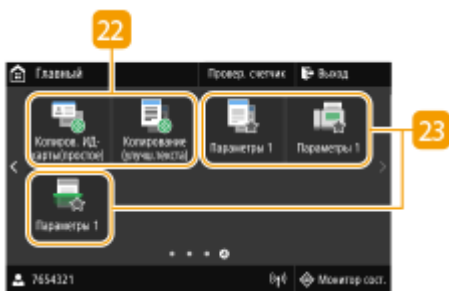 22
Главный
Провер. счетчик
Выход
Копиров. ИД-
карты(простое)
Копирование
(улучш.текста)
Параметры 1
Параметры 1
23
Параметры 1
7654321
Монитор сост.